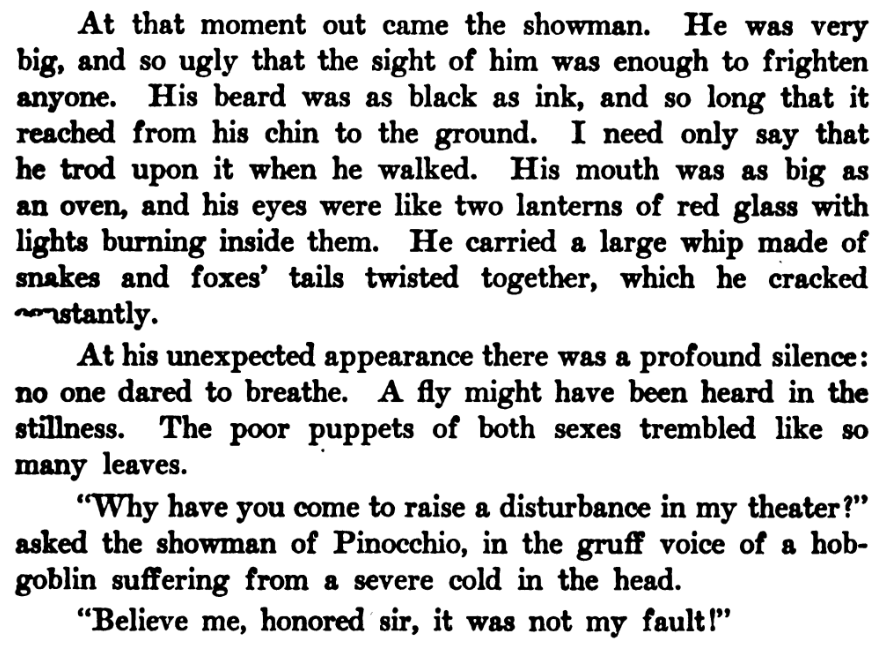 At that moment out came the showman. He was very
big, and so ugly that the sight of him was enough to frighten
anyone. His beard was as black as ink, and so long that it
reached from his chin to the ground. I need only say that
he trod upon it when he walked. His mouth was as big as
an oven, and his eyes were like two lanterns of red glass with
lights burning inside them. He carried a large whip made of
snakes and foxes' tails twisted together, which he cracked
constantly.
At his unexpected appearance there was a profound silence:
no one dared to breathe. A fly might have been heard in the
stillness. The poor puppets of both sexes trembled like so
many leaves.
"Why have you come to raise a disturbance in my theater?"
asked the showman of Pinocchio, in the gruff voice of a hob-
goblin suffering from a severe cold in the head.
"Believe me, honored sir, it was not my fault!"